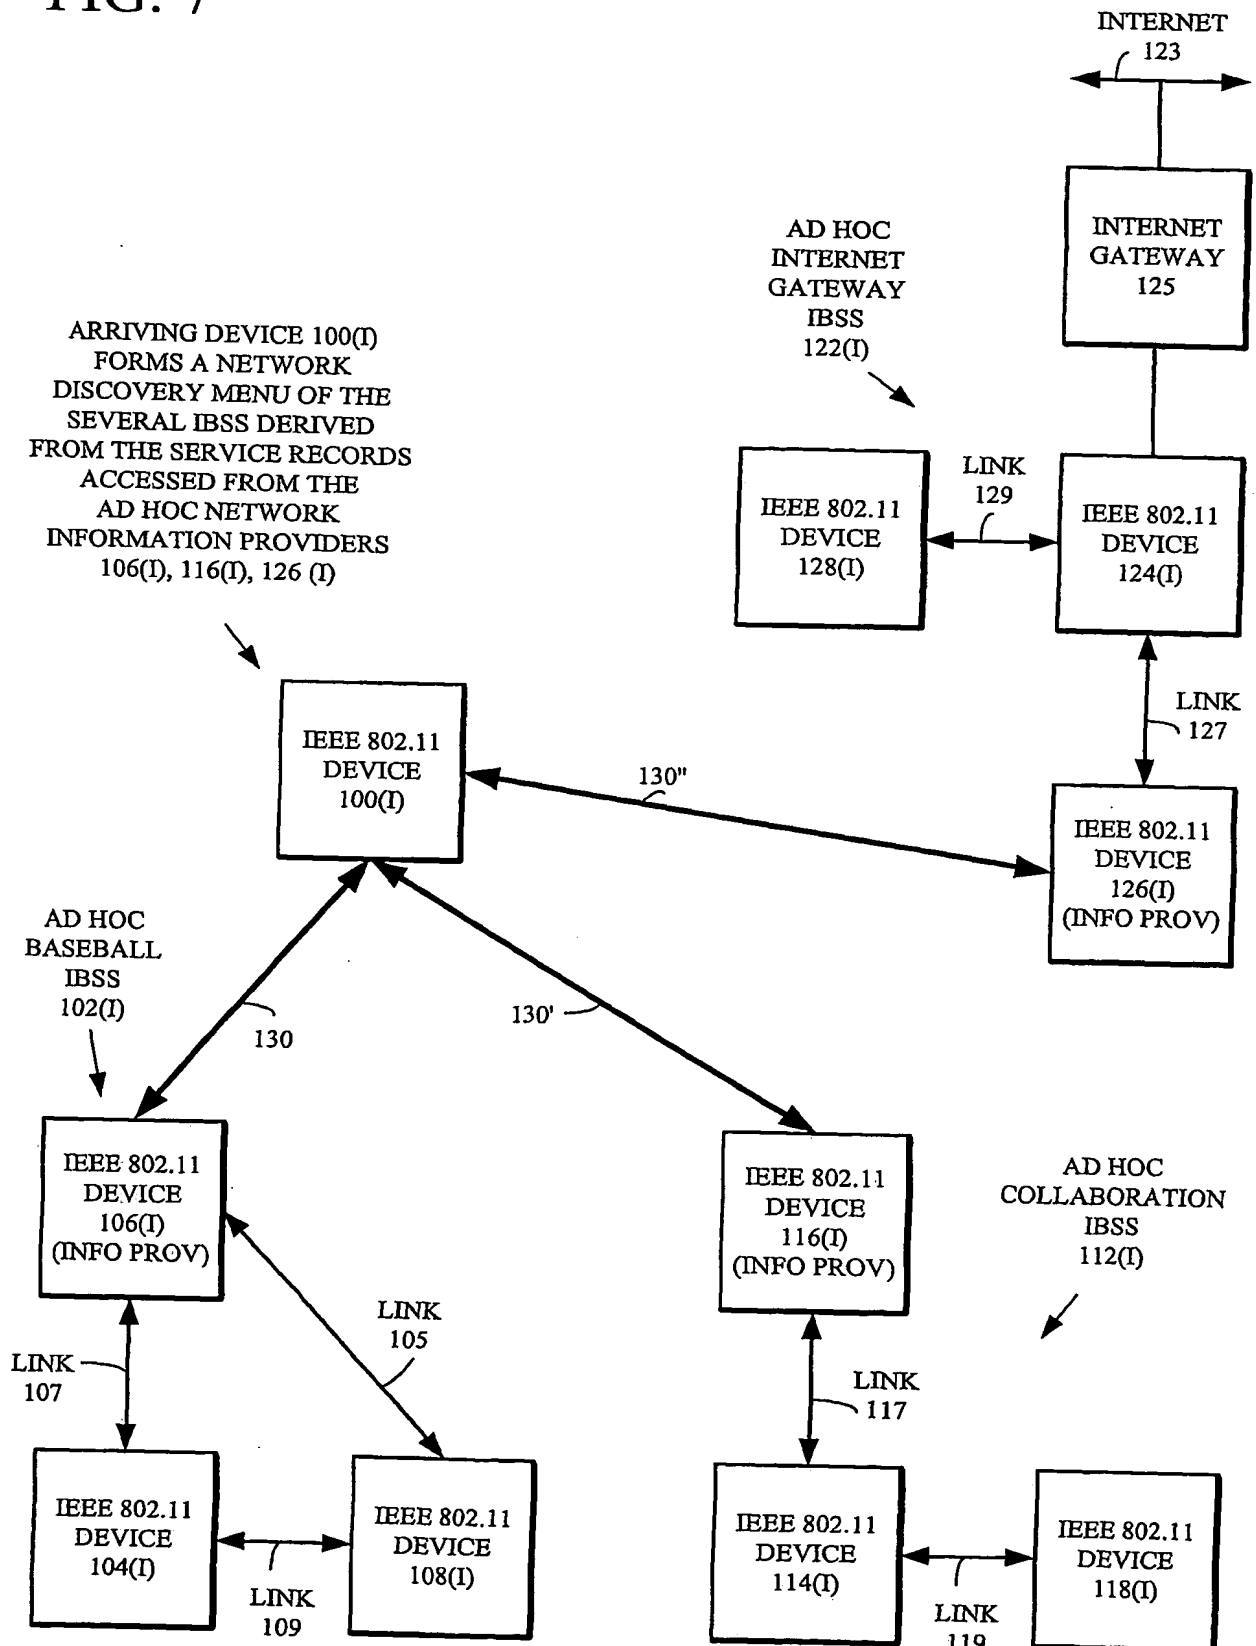 FIG. 7
INTERNET
123
INTERNET
GATEWAY
125
AD HOC
INTERNET
GATEWAY
IBSS
122(I)
ARRIVING DEVICE 100(I)
FORMS A NETWORK
DISCOVERY MENU OF THE
SEVERAL IBSS DERIVED
FROM THE SERVICE RECORDS
ACCESSED FROM THE
AD HOC NETWORK
INFORMATION PROVIDERS
106(I), 116(I), 126 (I)
IEEE 802.11
DEVICE
128(I)
LINK
129
IEEE 802.11
DEVICE
124(I)
LINK
127
IEEE 802.11
DEVICE
100(I)
130"
IEEE 802.11
DEVICE
126(I)
(INFO PROV)
AD HOC
BASEBALL
IBSS
102(I)
130
130'
IEEE 802.11
DEVICE
106(I)
(INFO PROV)
IEEE 802.11
DEVICE
116(I)
(INFO PROV)
AD HOC
COLLABORATION
IBSS
112(I)
LINK
105
LINK
107
LINK
117
IEEE 802.11
DEVICE
104(I)
LINK
109
IEEE 802.11
DEVICE
108(I)
IEEE 802.11
DEVICE
114(I)
LINK
119
IEEE 802.11
DEVICE
118(I)